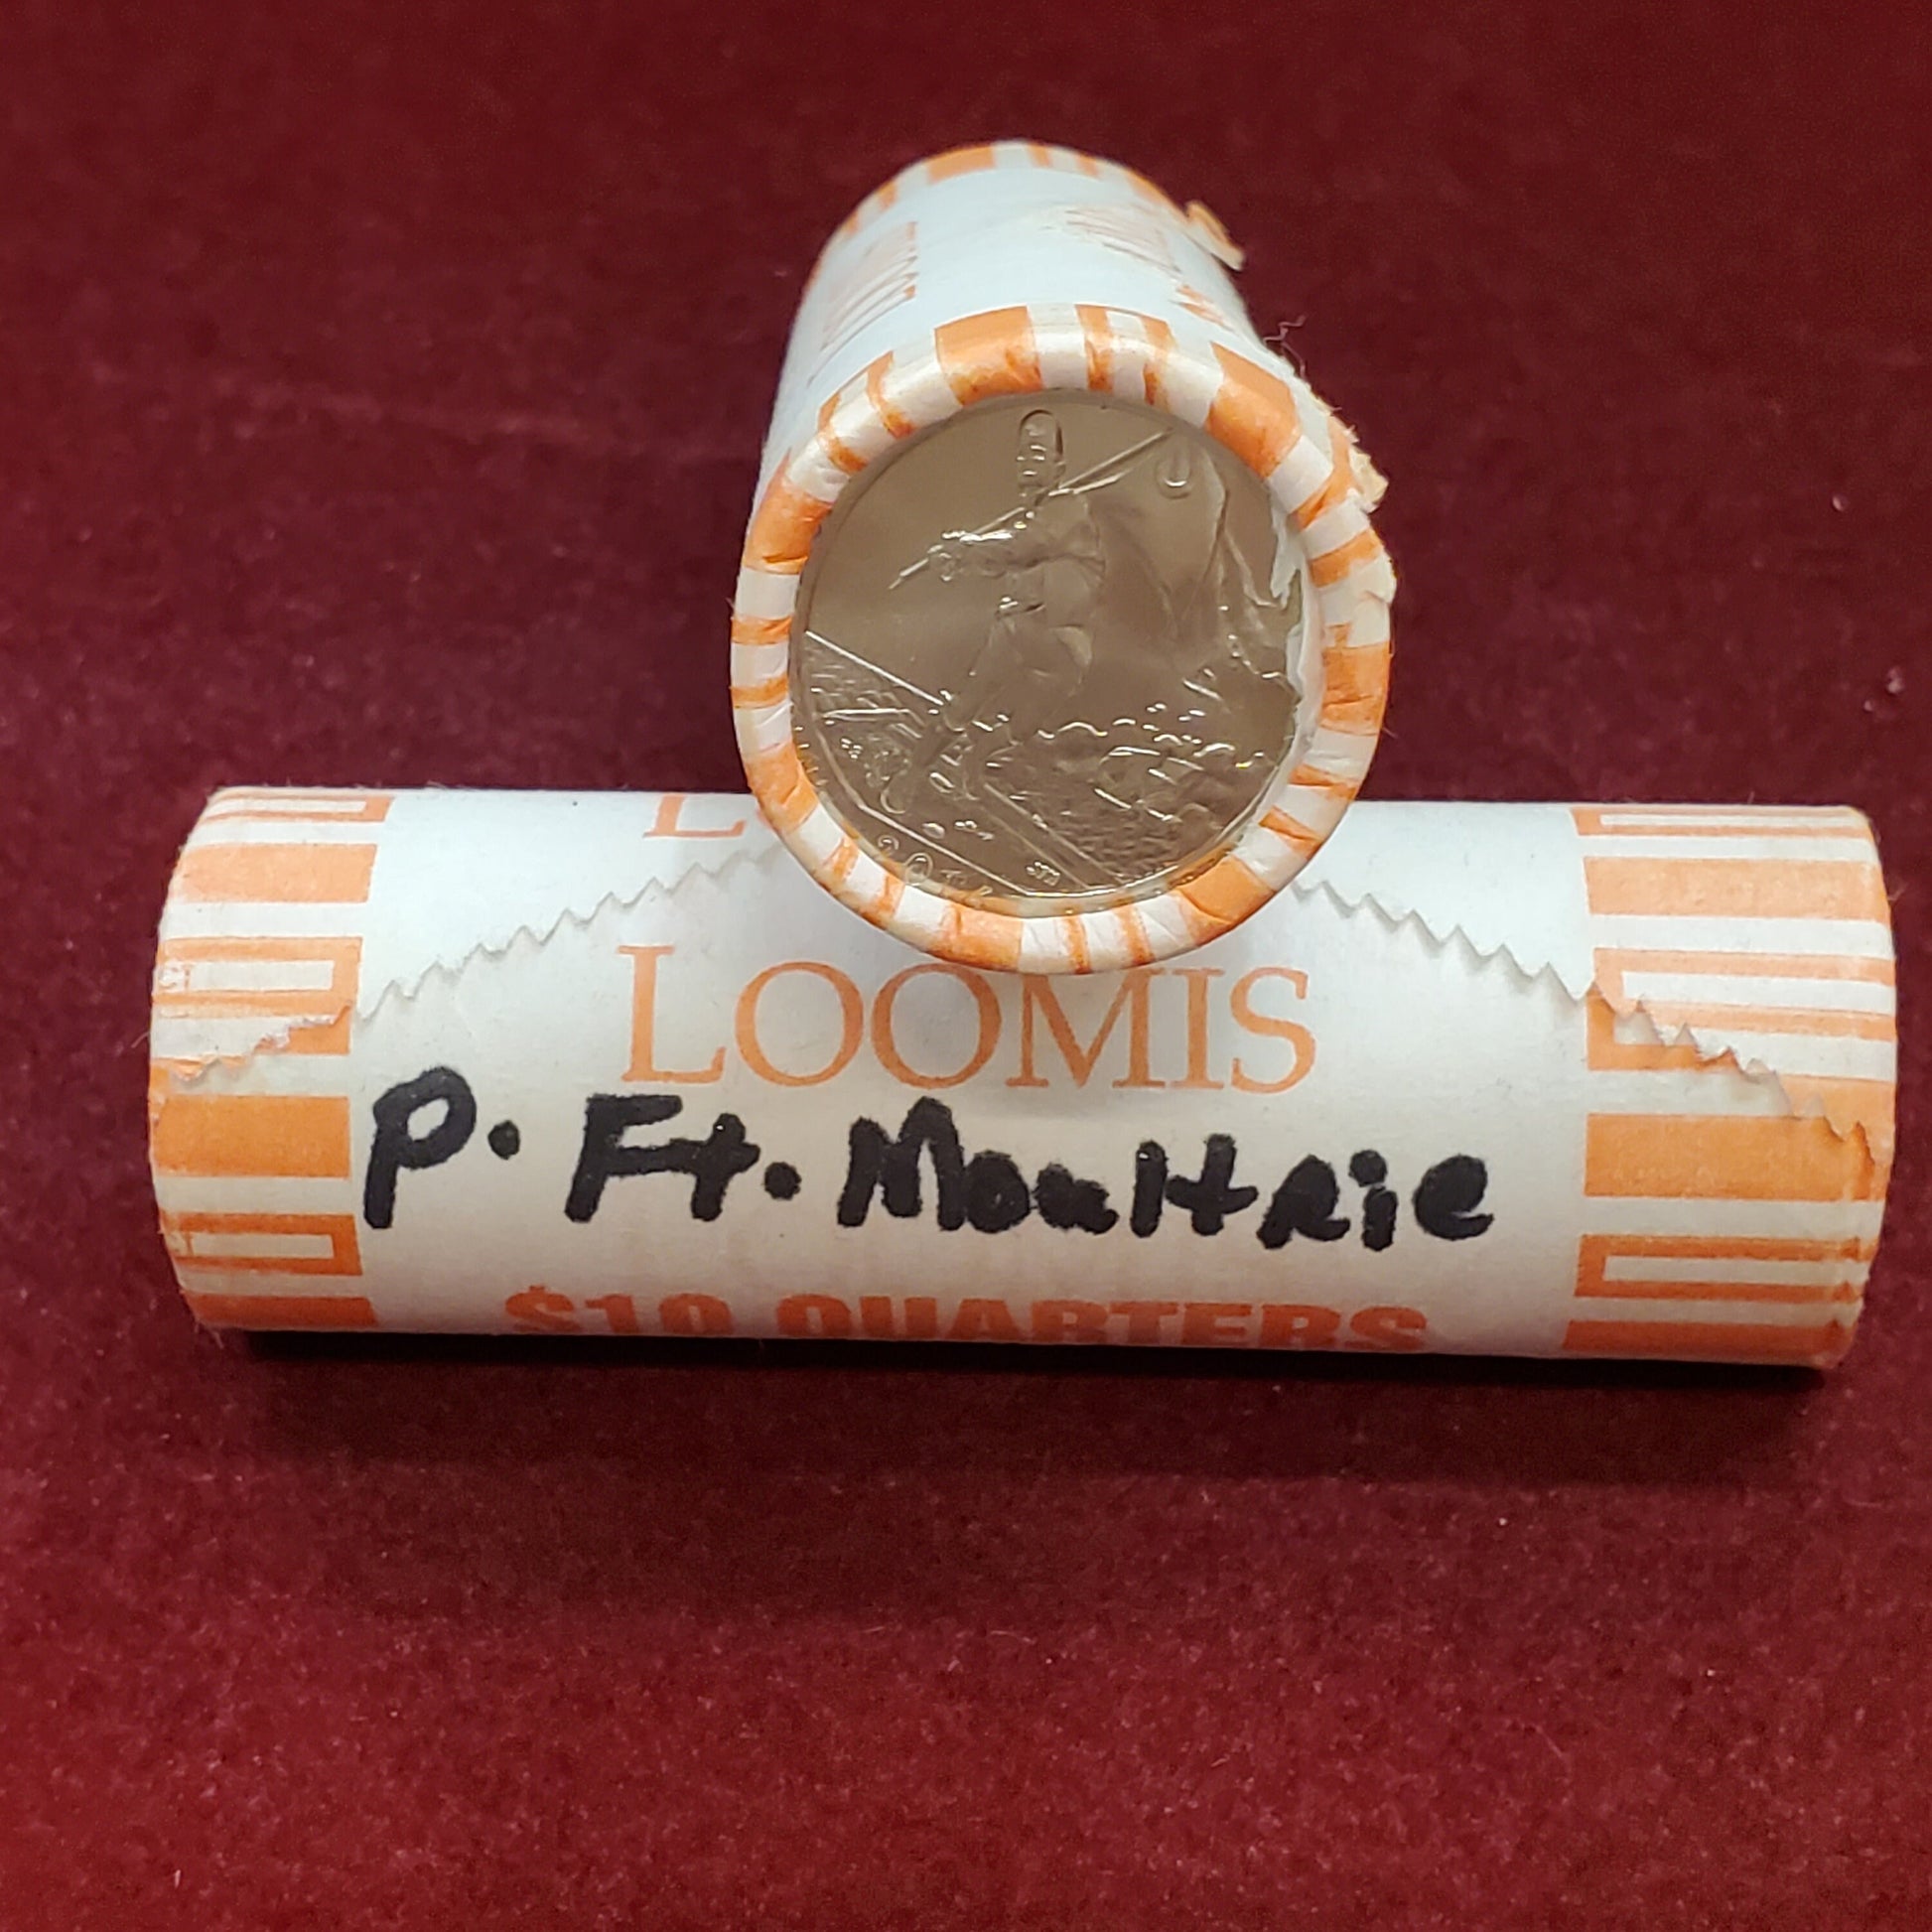 LOOMIS
P. Ft. Moultrie
$10 QUARTERS